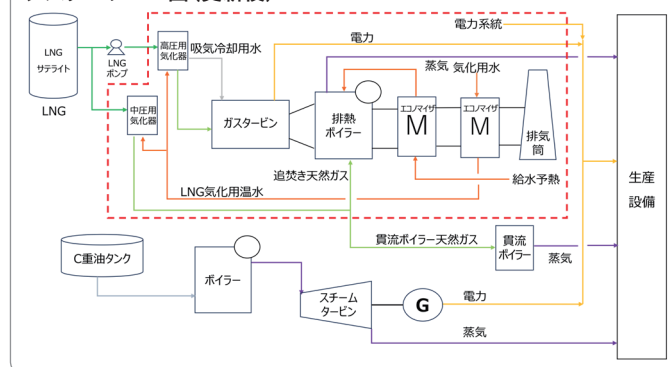 LNG
サテライト
LNG
LNG
ポンプ
高圧用
気化器
吸気冷却用水
中圧用
気化器
電力
電力系統
蒸気
気化用水
ガスタービン
排熱
ボイラー
エコノマイザ
M
エコノマイザ
M
排気
筒
追焚き天然ガス
給水予熱
LNG気化用温水
生産
設備
貫流ボイラー天然ガス
貫流
ボイラー
蒸気
C重油タンク
ボイラー
スチーム
タービン
G
電力
蒸気